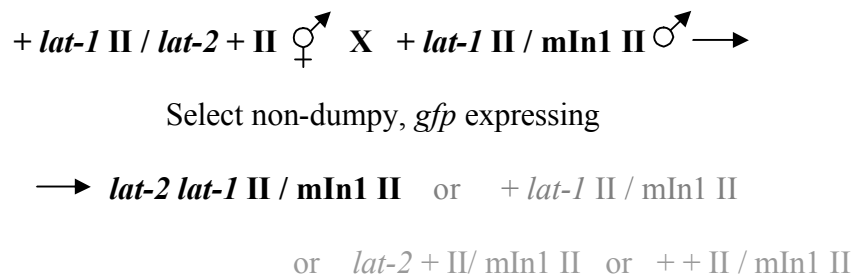 + lat-1 II / lat-2 + II ⚥ X + lat-1 II / mIn1 II ♂ →
Select non-dumpy, gfp expressing
→ lat-2 lat-1 II / mIn1 II or + lat-1 II / mIn1 II
or lat-2 + II/ mIn1 II or + + II / mIn1 II